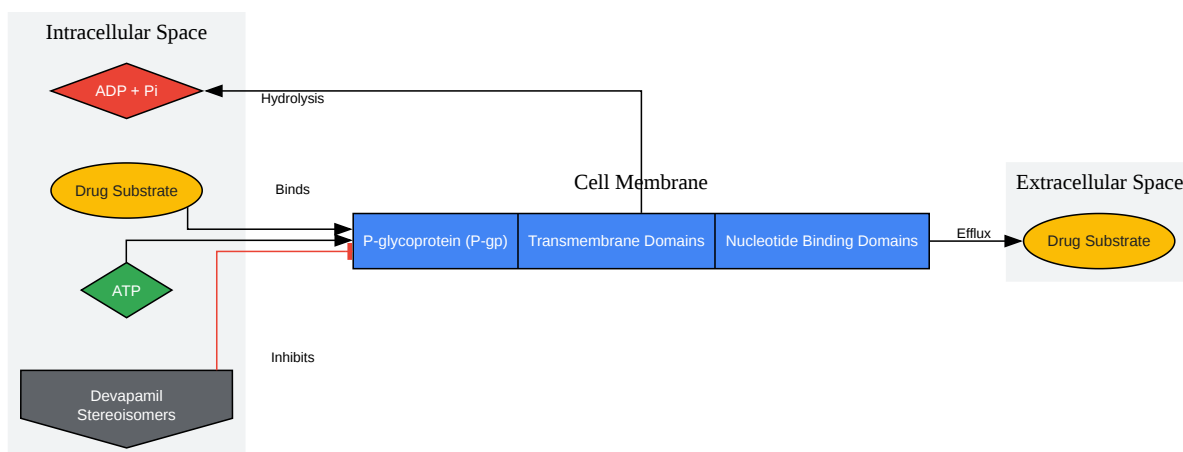 Intracellular Space
ADP + Pi
Hydrolysis
Drug Substrate
Binds
Cell Membrane
Extracellular Space
P-glycoprotein (P-gp)
Transmembrane Domains
Nucleotide Binding Domains
Efflux
Drug Substrate
ATP
Inhibits
Devapamil
Stereoisomers